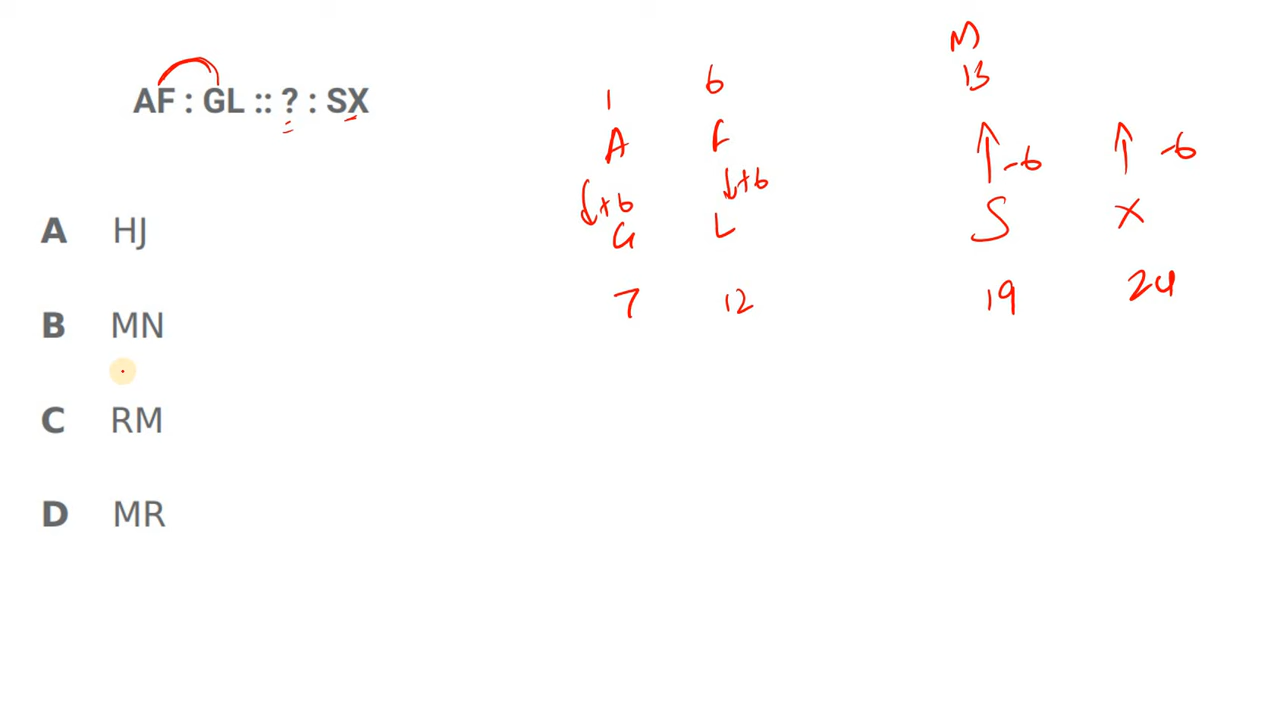 AF : GL :: ? : SX
A HJ
B MN
C RM
D MR
1 6
A F
↓+6 ↓+6
G L
7 12
M
13
↑-6 ↑-6
S X
19 24